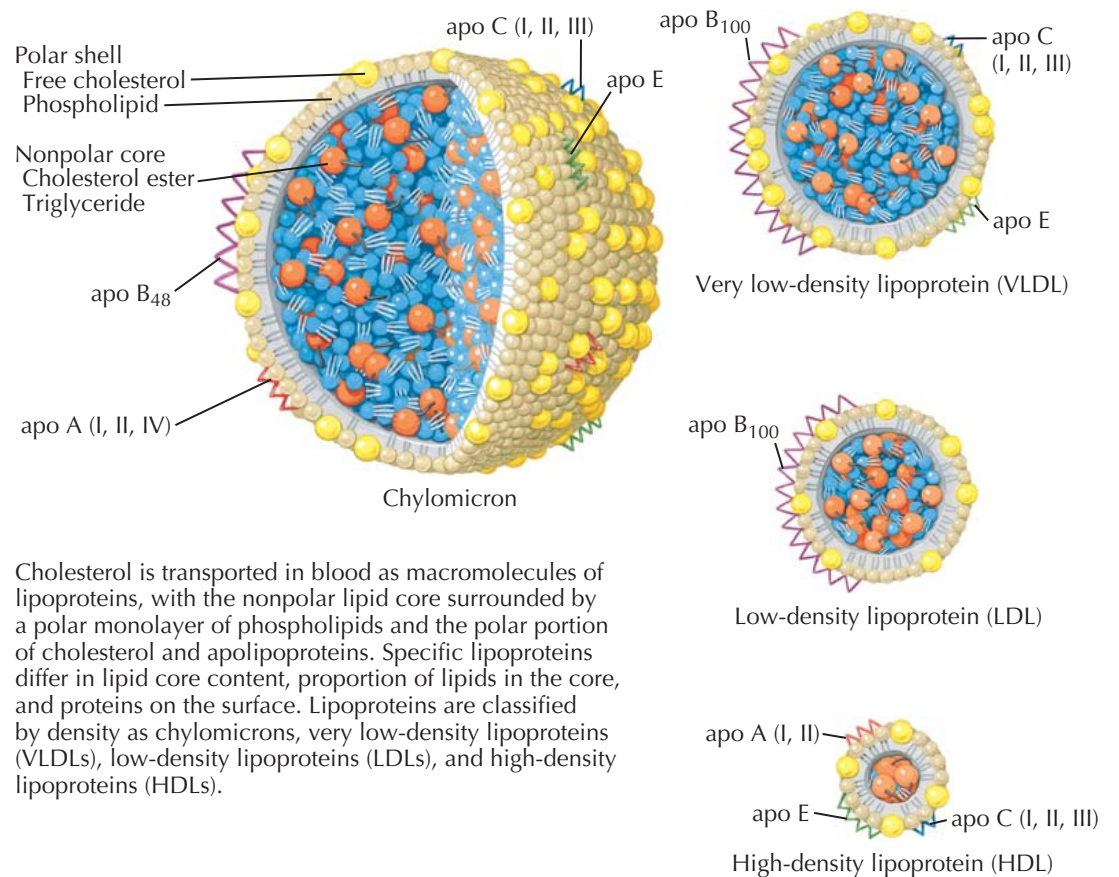 Polar shell
Free cholesterol
Phospholipid
Nonpolar core
Cholesterol ester
Triglyceride
apo B48
apo A (I, II, IV)
apo C (I, II, III)
apo E
Chylomicron
Cholesterol is transported in blood as macromolecules of
lipoproteins, with the nonpolar lipid core surrounded by
a polar monolayer of phospholipids and the polar portion
of cholesterol and apolipoproteins. Specific lipoproteins
differ in lipid core content, proportion of lipids in the core,
and proteins on the surface. Lipoproteins are classified
by density as chylomicrons, very low-density lipoproteins
(VLDLs), low-density lipoproteins (LDLs), and high-density
lipoproteins (HDLs).
apo B100
apo C
(I, II, III)
apo E
Very low-density lipoprotein (VLDL)
apo B100
Low-density lipoprotein (LDL)
apo A (I, II)
apo E
apo C (I, II, III)
High-density lipoprotein (HDL)